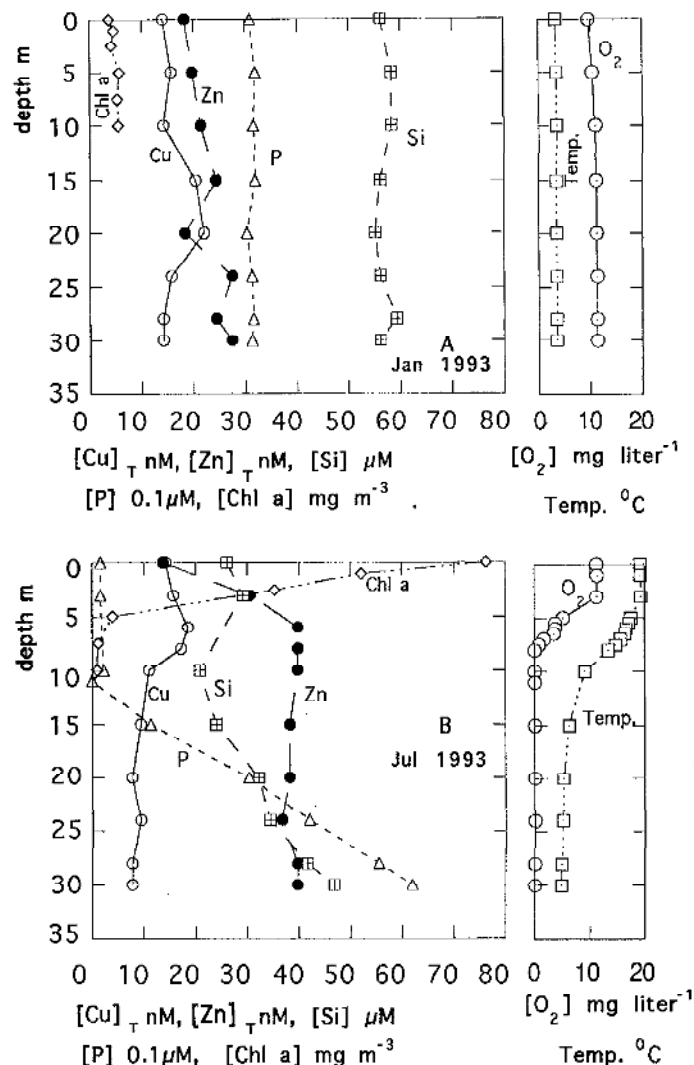 0
5
10
15
20
25
30
35
depth m
Chl a
Cu
Zn
P
Si
A
Jan 1993
0 10 20 30 40 50 60 70 80
[Cu] T nM, [Zn] T nM, [Si] µM
[P] 0.1µM, [Chl a] mg m-3 .
O2
Temp.
0 10 20
[O2] mg liter-1
Temp. 0C
0
5
10
15
20
25
30
35
depth m
Chl a
Cu
Si
Zn
P
B
Jul 1993
0 10 20 30 40 50 60 70 80
[Cu] T nM, [Zn] T nM, [Si] µM
[P] 0.1µM, [Chl a] mg m-3
O2
Temp.
0 10 20
[O2] mg liter-1
Temp. 0C